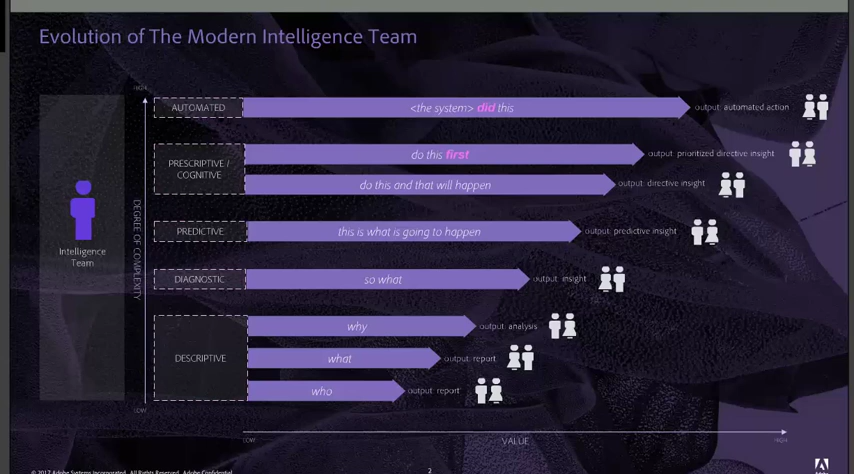 Evolution of The Modern Intelligence Team
HIGH
AUTOMATED
<the system> did this
output: automated action
PRESCRIPTIVE /
COGNITIVE
do this first
output: prioritized directive insight
do this and that will happen
output: directive insight
DEGREE OF COMPLEXITY
Intelligence
Team
PREDICTIVE
this is what is going to happen
output: predictive insight
DIAGNOSTIC
so what
output: insight
DESCRIPTIVE
why
output: analysis
what
output: report
who
output: report
LOW
LOW
VALUE
HIGH
© 2017 Adobe Systems Incorporated. All Rights Reserved. Adobe Confidential.
2